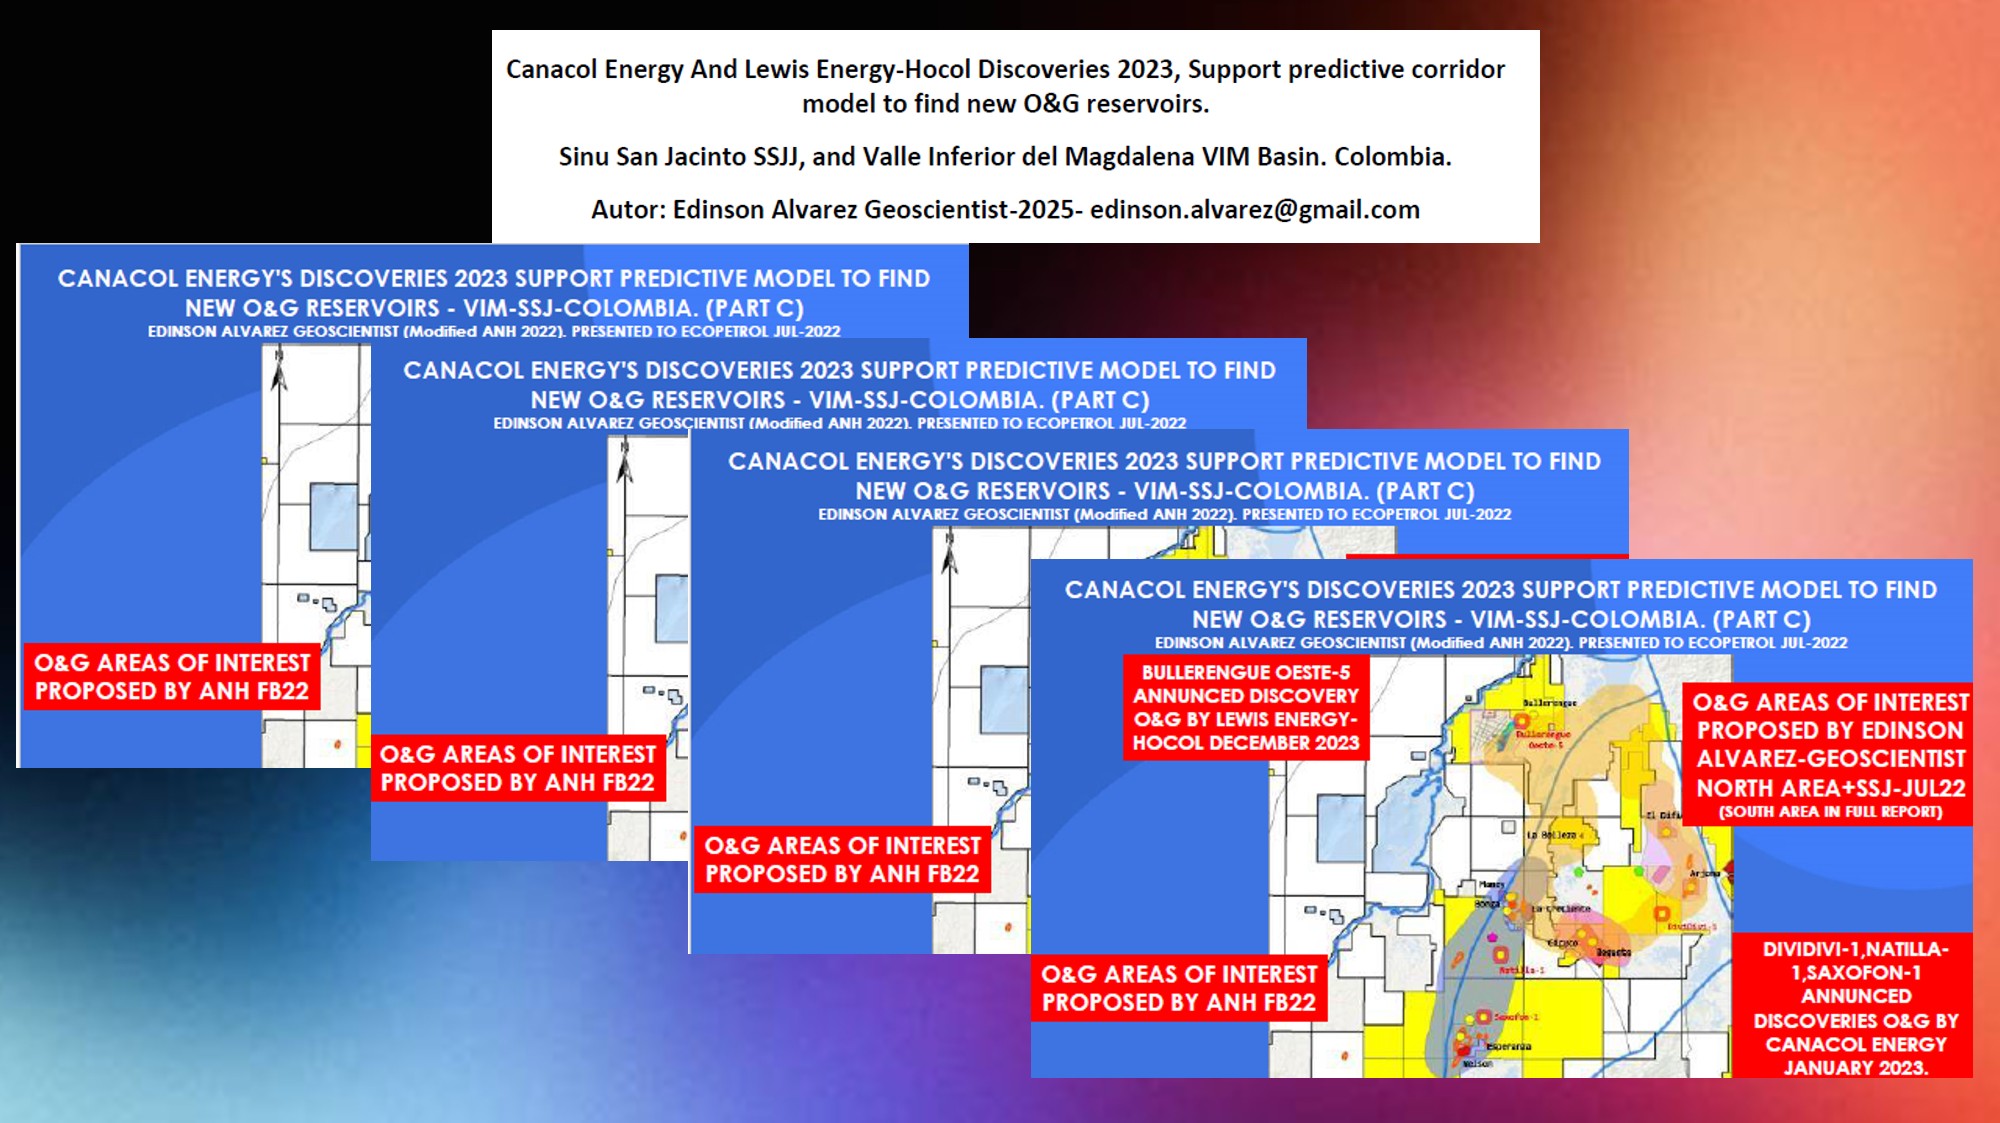 Canacol Energy And Lewis Energy-Hocol Discoveries 2023, Support predictive corridor
model to find new O&G reservoirs.
Sinu San Jacinto SSJJ, and Valle Inferior del Magdalena VIM Basin. Colombia.
Autor: Edinson Alvarez Geoscientist-2025- edinson.alvarez@gmail.com
CANACOL ENERGY'S DISCOVERIES 2023 SUPPORT PREDICTIVE MODEL TO FIND
NEW O&G RESERVOIRS - VIM-SSJ-COLOMBIA. (PART C)
EDINSON ALVAREZ GEOSCIENTIST (Modified ANH 2022). PRESENTED TO ECOPETROL JUL-2022
N
O&G AREAS OF INTEREST
PROPOSED BY ANH FB22
CANACOL ENERGY'S DISCOVERIES 2023 SUPPORT PREDICTIVE MODEL TO FIND
NEW O&G RESERVOIRS - VIM-SSJ-COLOMBIA. (PART C)
EDINSON ALVAREZ GEOSCIENTIST (Modified ANH 2022). PRESENTED TO ECOPETROL JUL-2022
N
O&G AREAS OF INTEREST
PROPOSED BY ANH FB22
CANACOL ENERGY'S DISCOVERIES 2023 SUPPORT PREDICTIVE MODEL TO FIND
NEW O&G RESERVOIRS - VIM-SSJ-COLOMBIA. (PART C)
EDINSON ALVAREZ GEOSCIENTIST (Modified ANH 2022). PRESENTED TO ECOPETROL JUL-2022
N
O&G AREAS OF INTEREST
PROPOSED BY ANH FB22
CANACOL ENERGY'S DISCOVERIES 2023 SUPPORT PREDICTIVE MODEL TO FIND
NEW O&G RESERVOIRS - VIM-SSJ-COLOMBIA. (PART C)
EDINSON ALVAREZ GEOSCIENTIST (Modified ANH 2022). PRESENTED TO ECOPETROL JUL-2022
BULLERENGUE OESTE-5
ANNUNCED DISCOVERY
O&G BY LEWIS ENERGY-
HOCOL DECEMBER 2023
O&G AREAS OF INTEREST
PROPOSED BY EDINSON
ALVAREZ-GEOSCIENTIST
NORTH AREA+SSJ-JUL22
(SOUTH AREA IN FULL REPORT)
Bullerengue
Bullerengue
Oeste-5
La Belleza
El Difi
Arjona
Mamey
Bonga
La Creciente
Cicuco
Boquete
DiviDivi-1
Natilla-1
Saxofon-1
Esperanza
Nelson
O&G AREAS OF INTEREST
PROPOSED BY ANH FB22
DIVIDIVI-1,NATILLA-
1,SAXOFON-1
ANNUNCED
DISCOVERIES O&G BY
CANACOL ENERGY
JANUARY 2023.